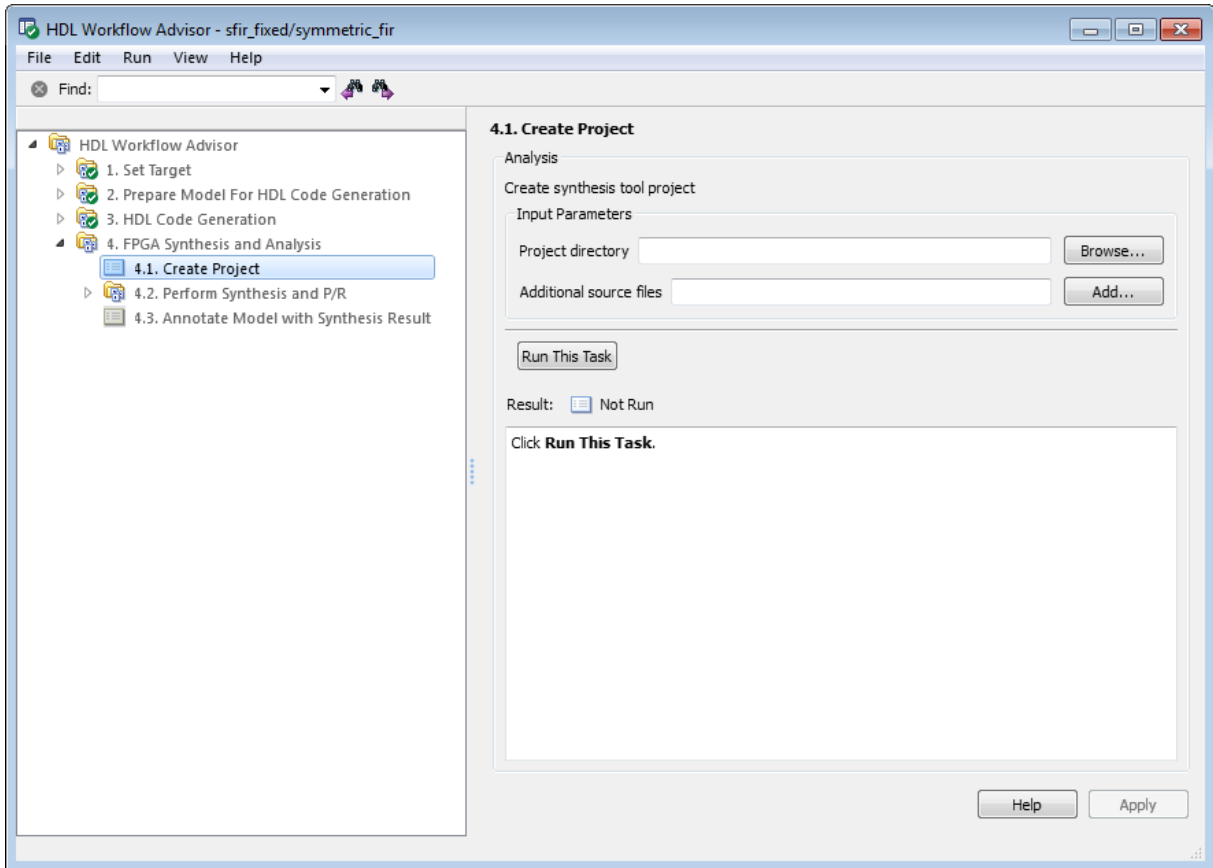 HDL Workflow Advisor - sfir_fixed/symmetric_fir
File Edit Run View Help
Find:
HDL Workflow Advisor
1. Set Target
2. Prepare Model For HDL Code Generation
3. HDL Code Generation
4. FPGA Synthesis and Analysis
4.1. Create Project
4.2. Perform Synthesis and P/R
4.3. Annotate Model with Synthesis Result
4.1. Create Project
Analysis
Create synthesis tool project
Input Parameters
Project directory Browse...
Additional source files Add...
Run This Task
Result: Not Run
Click Run This Task.
Help Apply